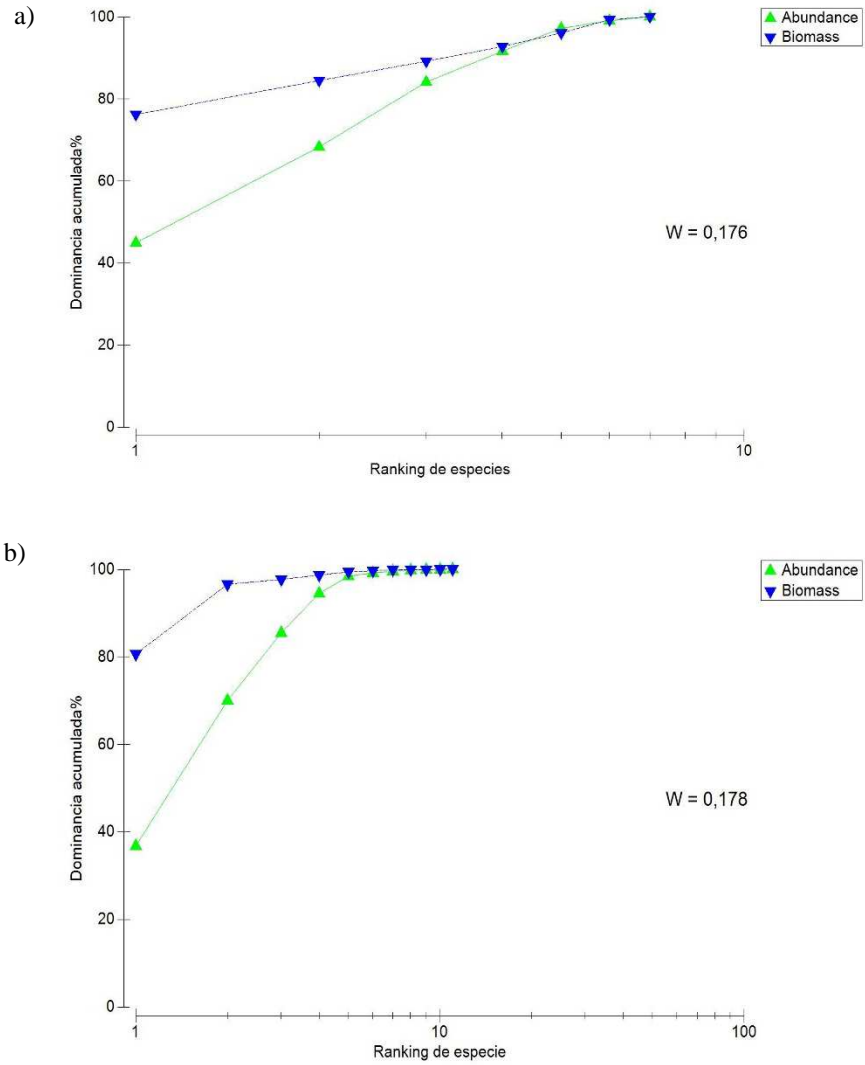 a)
100
80
60
40
20
0
Dominancia acumulada%
Abundance
Biomass
W = 0,176
1
10
Ranking de especies
b)
100
80
60
40
20
0
Dominancia acumulada%
Abundance
Biomass
W = 0,178
1
10
100
Ranking de especie